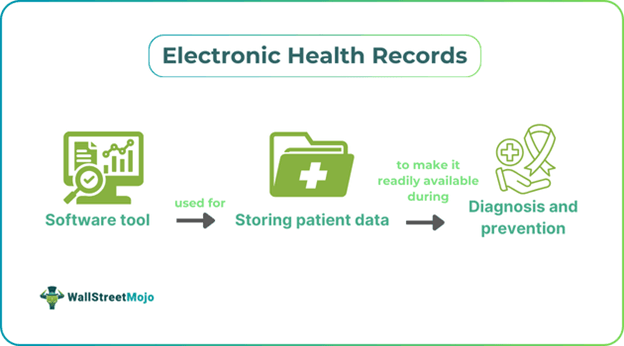 Electronic Health Records
Software tool
used for
Storing patient data
to make it
readily available
during
Diagnosis and
prevention
WallStreetMojo